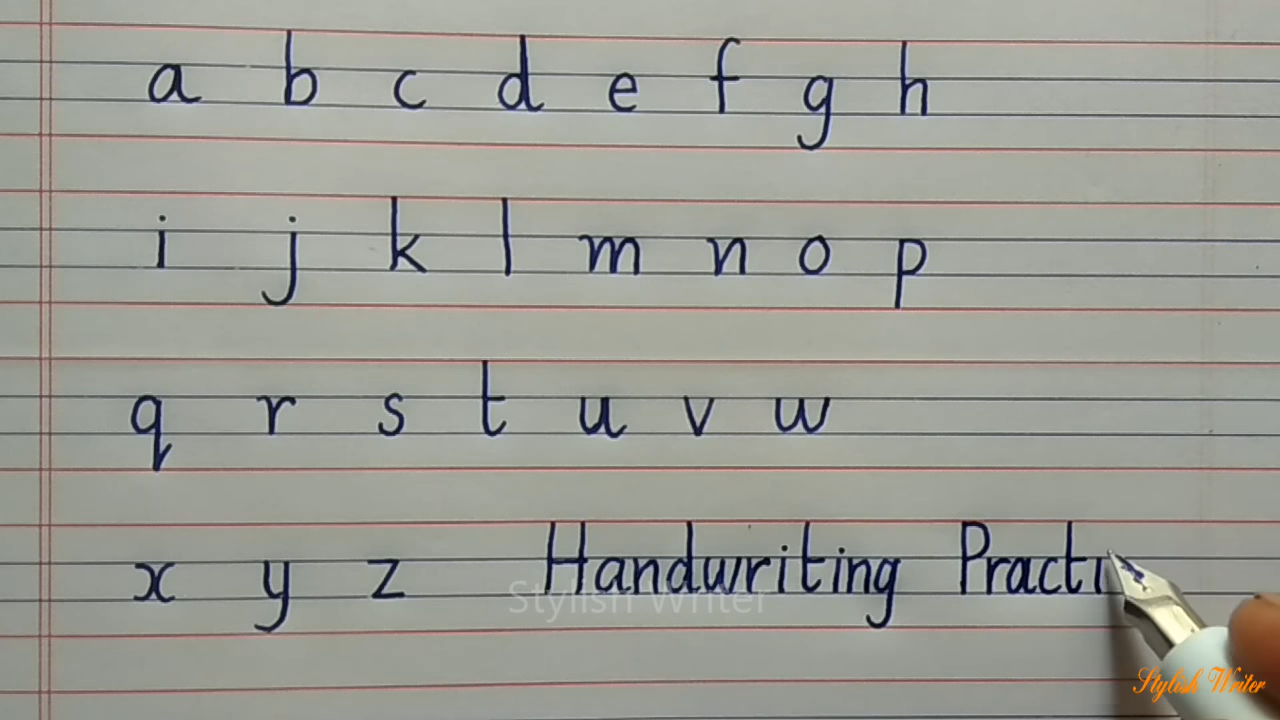 a b c d e f g h
i j k l m n o p
q r s t u v w
x y z Handwriting Practi
Stylish Writer
Stylish Writer